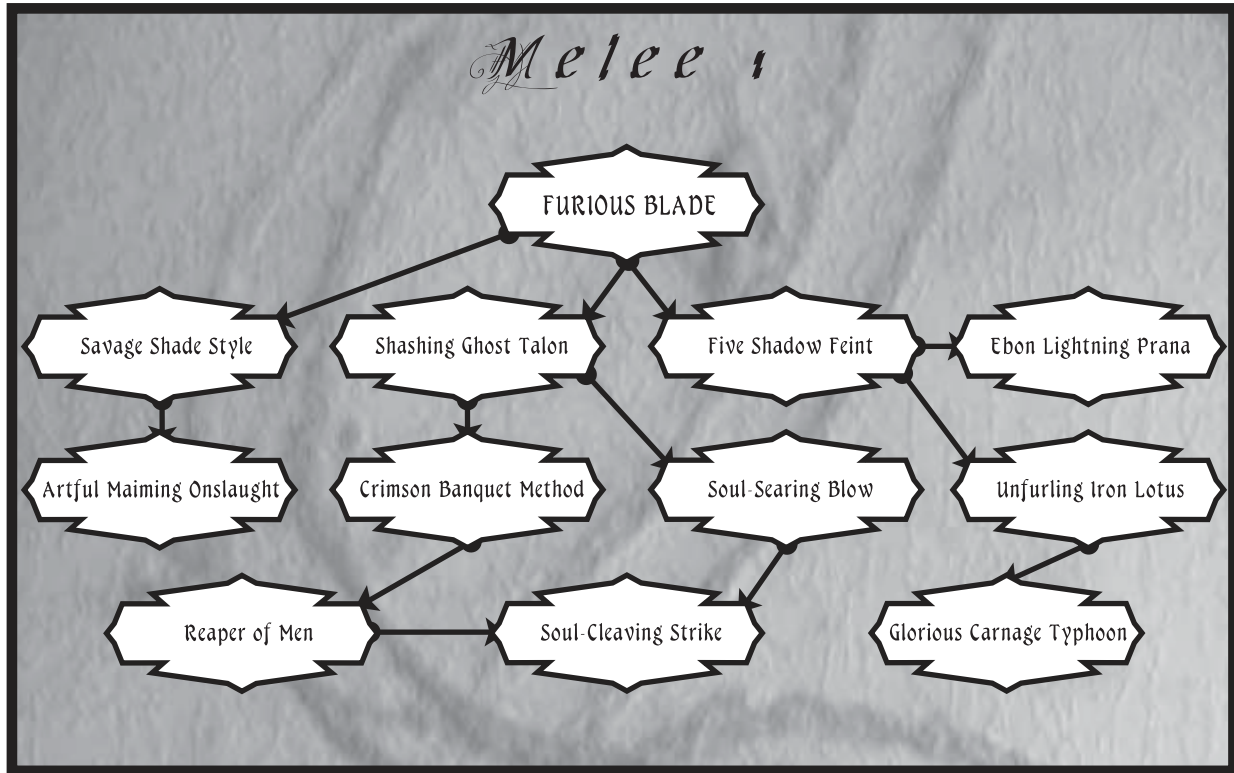 Melee 1
FURIOUS BLADE
Savage Shade Style
Shashing Ghost Talon
Five Shadow Feint
Ebon Lightning Prana
Artful Maiming Onslaught
Crimson Banquet Method
Soul-Searing Blow
Unfurling Iron Lotus
Reaper of Men
Soul-Cleaving Strike
Glorious Carnage Typhoon